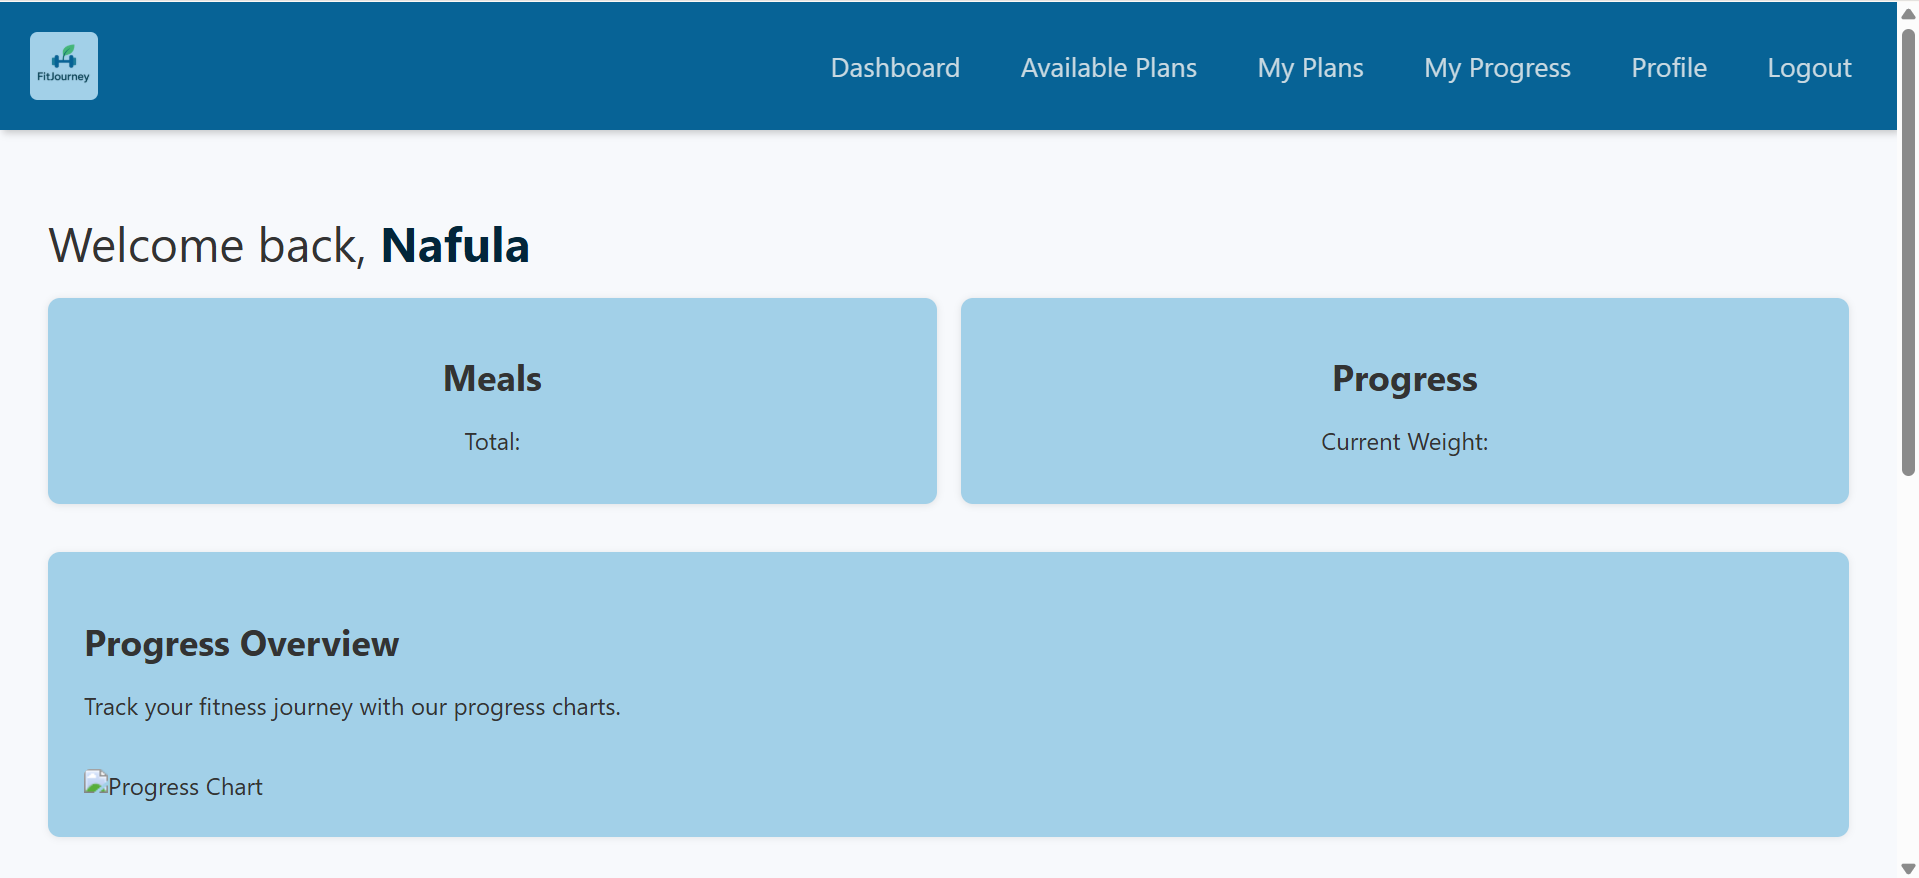 FitJourney
Dashboard Available Plans My Plans My Progress Profile Logout
Welcome back, Nafula
Meals
Total:
Progress
Current Weight:
Progress Overview
Track your fitness journey with our progress charts.
Progress Chart